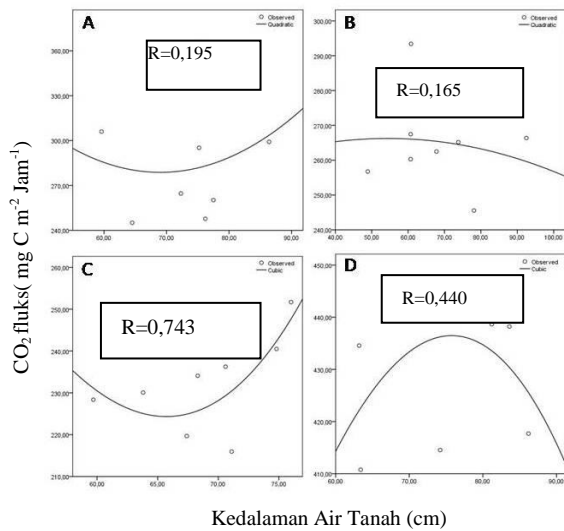 A
R=0,195
Observed
Quadratic
360,00
330,00
300,00
270,00
240,00
60,00
70,00
80,00
90,00
B
R=0,165
Observed
Quadratic
300,00
290,00
280,00
270,00
260,00
250,00
240,00
40,00
50,00
60,00
70,00
80,00
90,00
100,00
C
R=0,743
Observed
Cubic
260,00
250,00
240,00
230,00
220,00
210,00
60,00
65,00
70,00
75,00
D
R=0,440
Observed
Cubic
450,00
440,00
430,00
420,00
410,00
60,00
70,00
80,00
90,00
CO2 fluks( mg C m-2 Jam-1)
Kedalaman Air Tanah (cm)